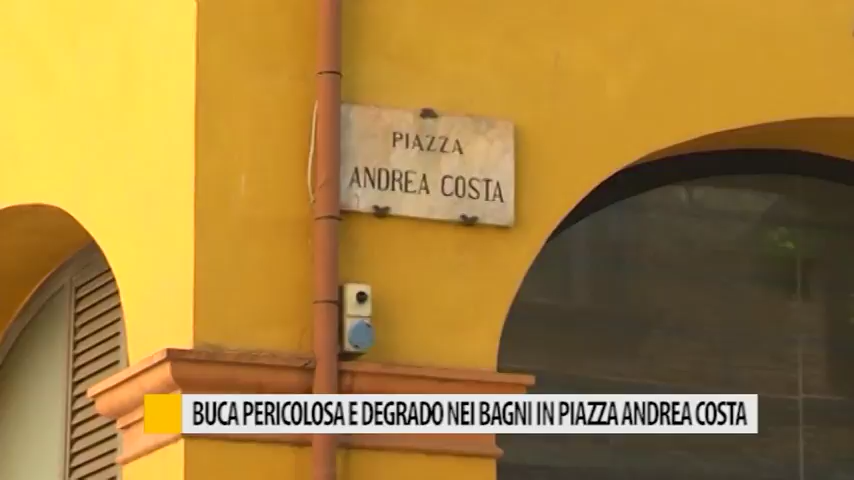 PIAZZA
ANDREA COSTA
BUCA PERICOLOSA E DEGRADO NEI BAGNI IN PIAZZA ANDREA COSTA